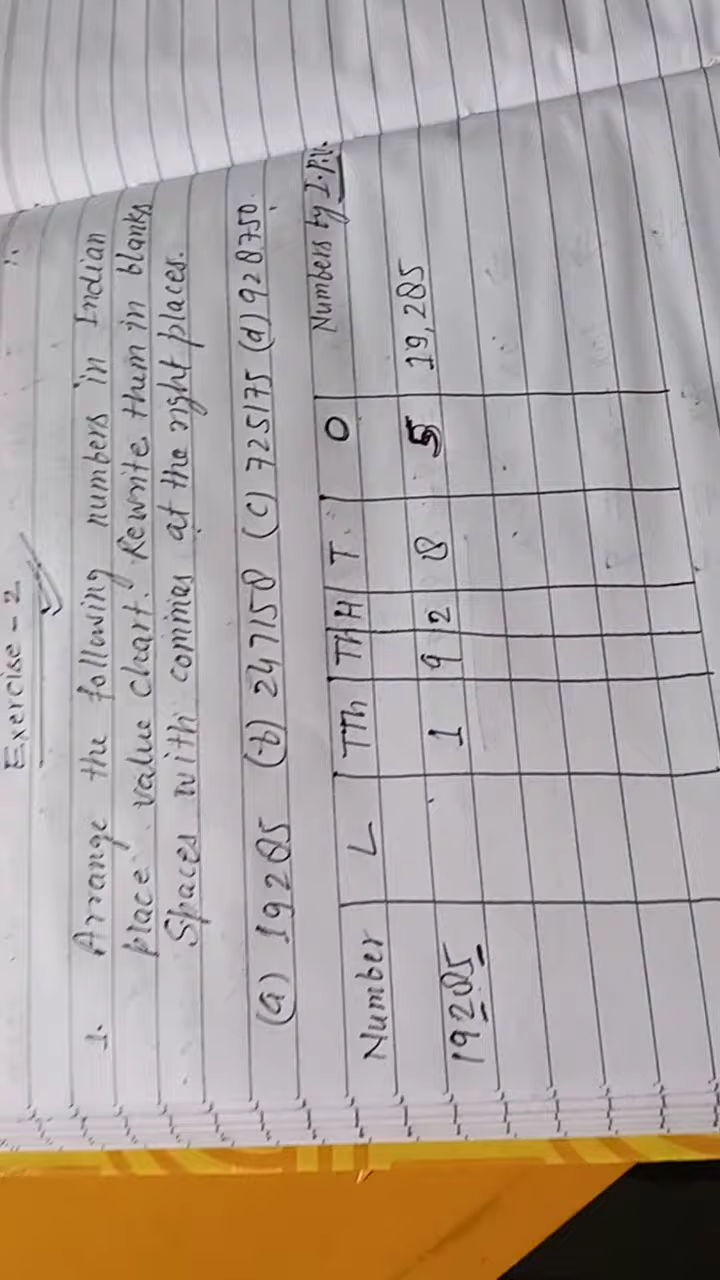 Exercise - 2
1. Arrange the following numbers in Indian
place value chart. Rewrite them in blanks
Spaces with commas at the right places.
(a) 19285 (b) 247158 (c) 725175 (d) 928750.
Number L TTh Th H T. O Numbers by I.P.V.
19285 1 9 2 8 5 19,285